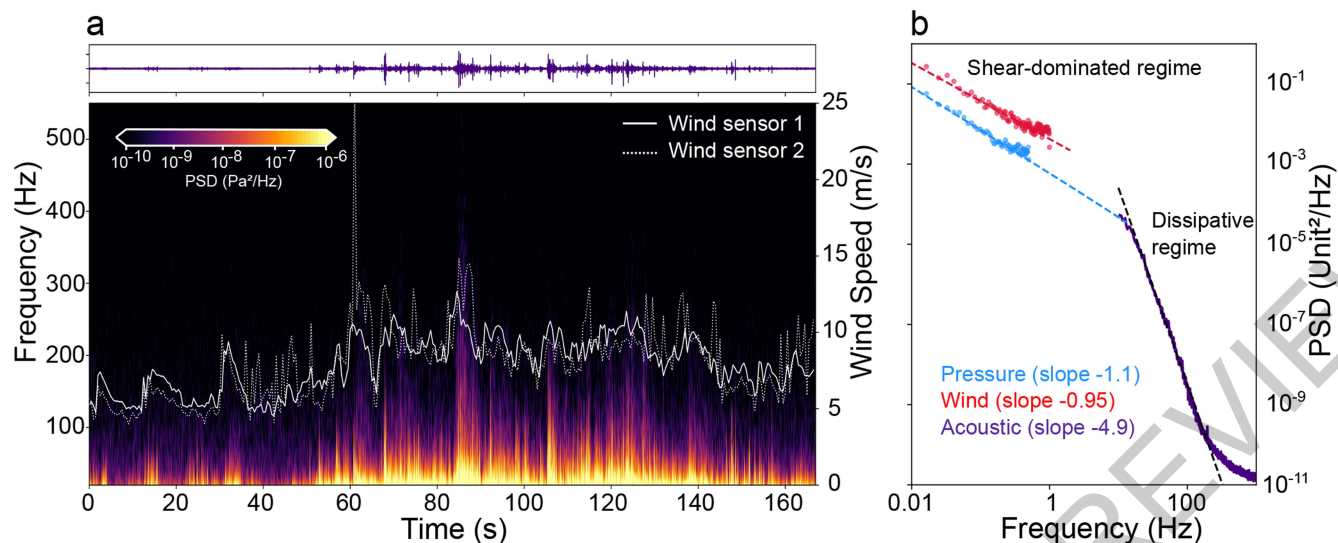 a
b
Frequency (Hz)
500
400
300
200
100
10-10
10-9
10-8
10-7
10-6
PSD (Pa²/Hz)
Wind sensor 1
Wind sensor 2
25
20
15
10
5
0
Wind Speed (m/s)
0
20
40
60
80
100
120
140
160
Time (s)
Shear-dominated regime
Dissipative
regime
Pressure (slope -1.1)
Wind (slope -0.95)
Acoustic (slope -4.9)
10-1
10-3
10-5
10-7
10-9
10-11
PSD (Unit²/Hz)
0.01
1
100
Frequency (Hz)
REVIE